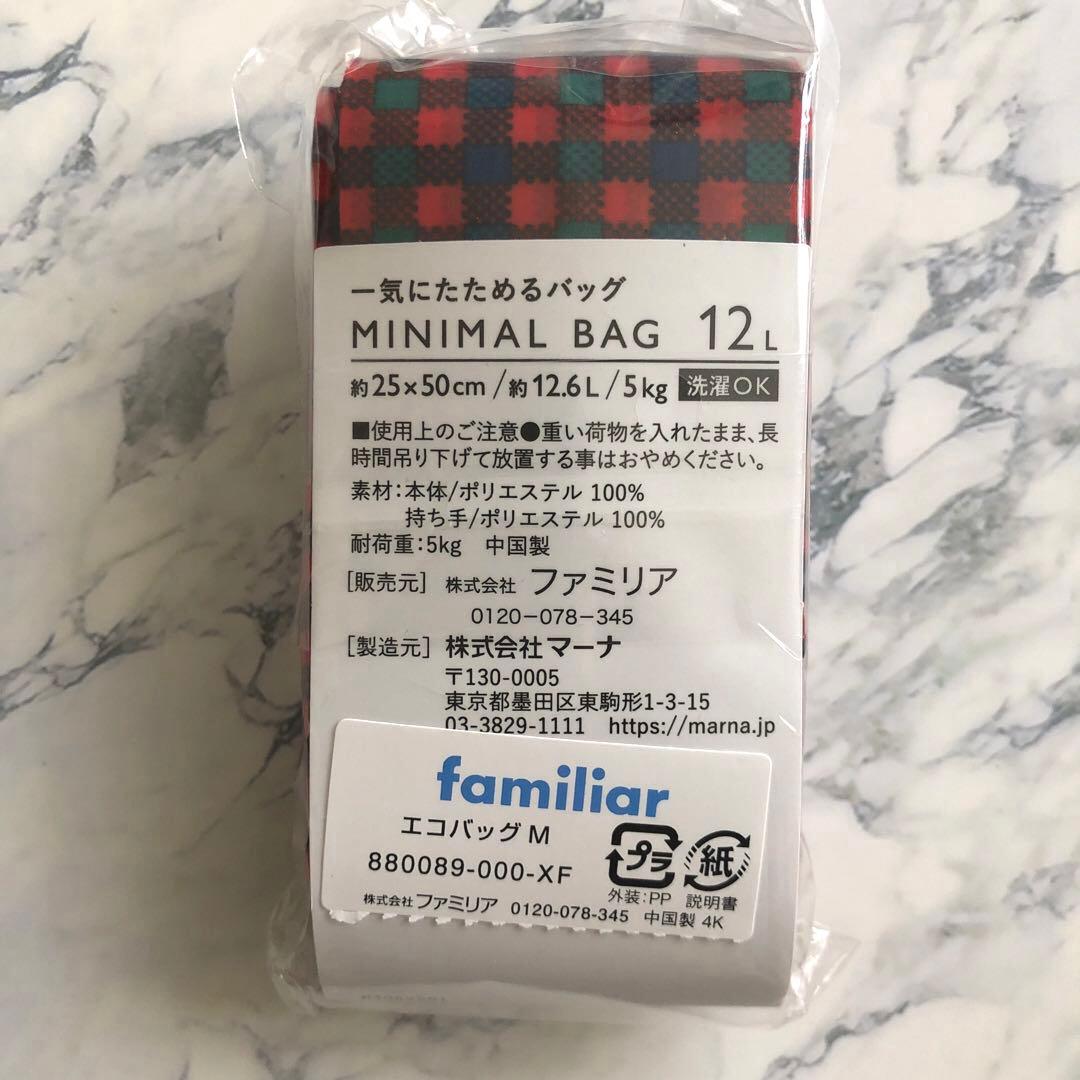 一気にたためるバッグ
MINIMAL BAG 12L
約25×50cm/約12.6L/5kg 洗濯OK
■使用上のご注意●重い荷物を入れたまま、長
時間吊り下げて放置する事はおやめください。
素材:本体/ポリエステル 100%
持ち手/ポリエステル 100%
耐荷重:5kg 中国製
[販売元] 株式会社 ファミリア
0120-078-345
[製造元] 株式会社マーナ
〒130-0005
東京都墨田区東駒形1-3-15
03-3829-1111 https://marna.jp
familiar
エコバッグ M
880089-000-XF
プラ 紙
外装:PP 説明書
株式会社ファミリア 0120-078-345 中国製 4K